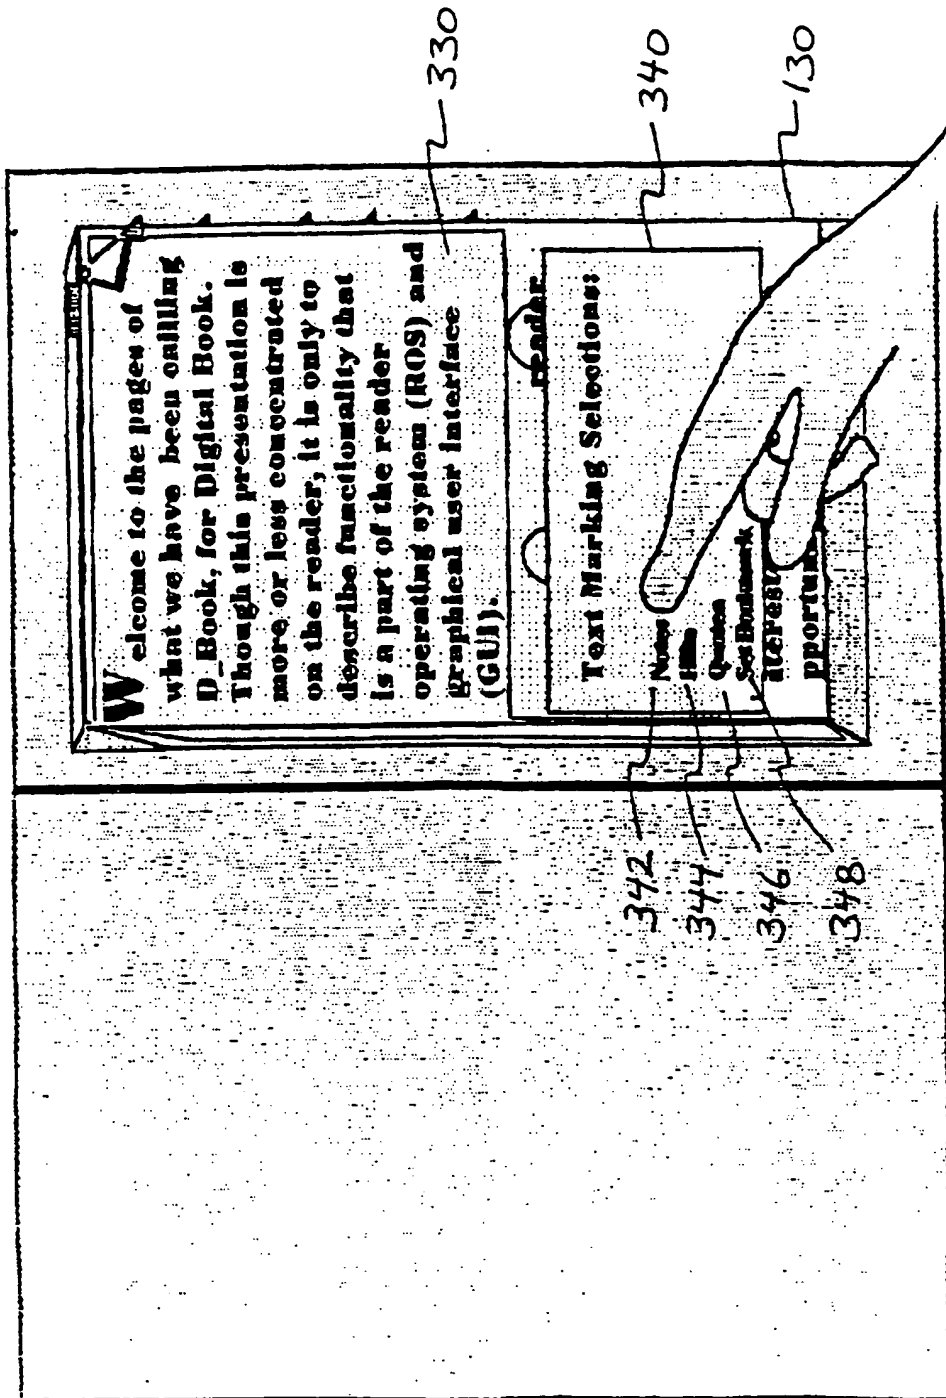 Welcome to the pages of
what we have been calling
D_Book, for Digital Book.
Though this presentation is
more or less concentrated
on the reader, it is only to
describe functionality that
is a part of the reader
operating system (ROS) and
graphical user interface
(GUI).
reader
Text Marking Selections:
Notes
Quotes
Set Bookmark
330
340
130
342
344
346
348